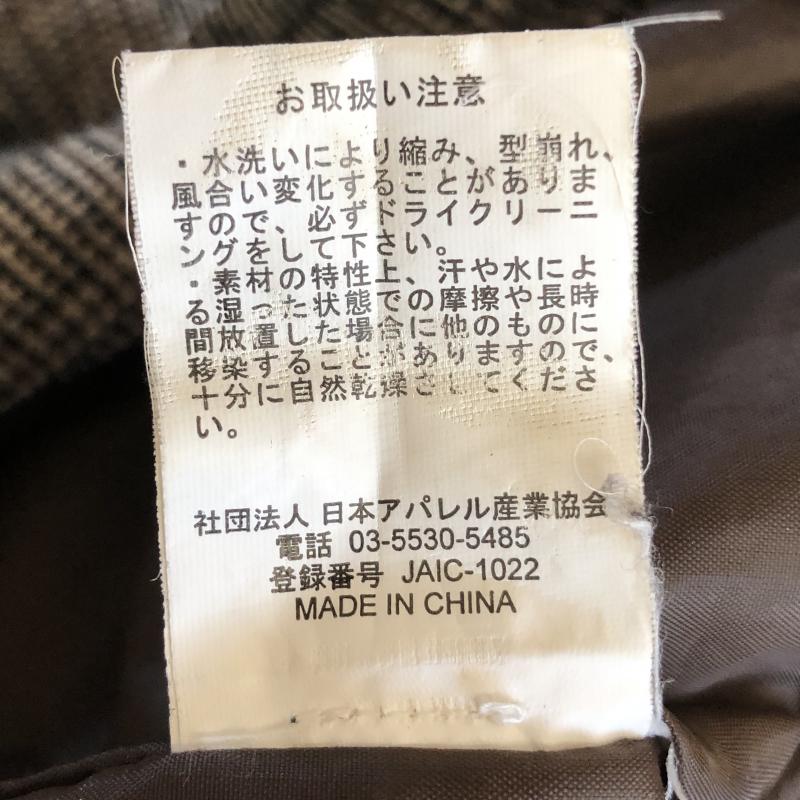 お取扱い注意
・水洗いにより縮み、型崩れ、
風合い変化することがありま
すので、必ずドライクリーニ
ングをして下さい。
・素材の特性上、汗や水によ
る湿った状態での摩擦や長時
間放置した場合、他のものに
移染することがありますので、
十分に自然乾燥させてくださ
い。
社団法人 日本アパレル産業協会
電話 03-5530-5485
登録番号 JAIC-1022
MADE IN CHINA